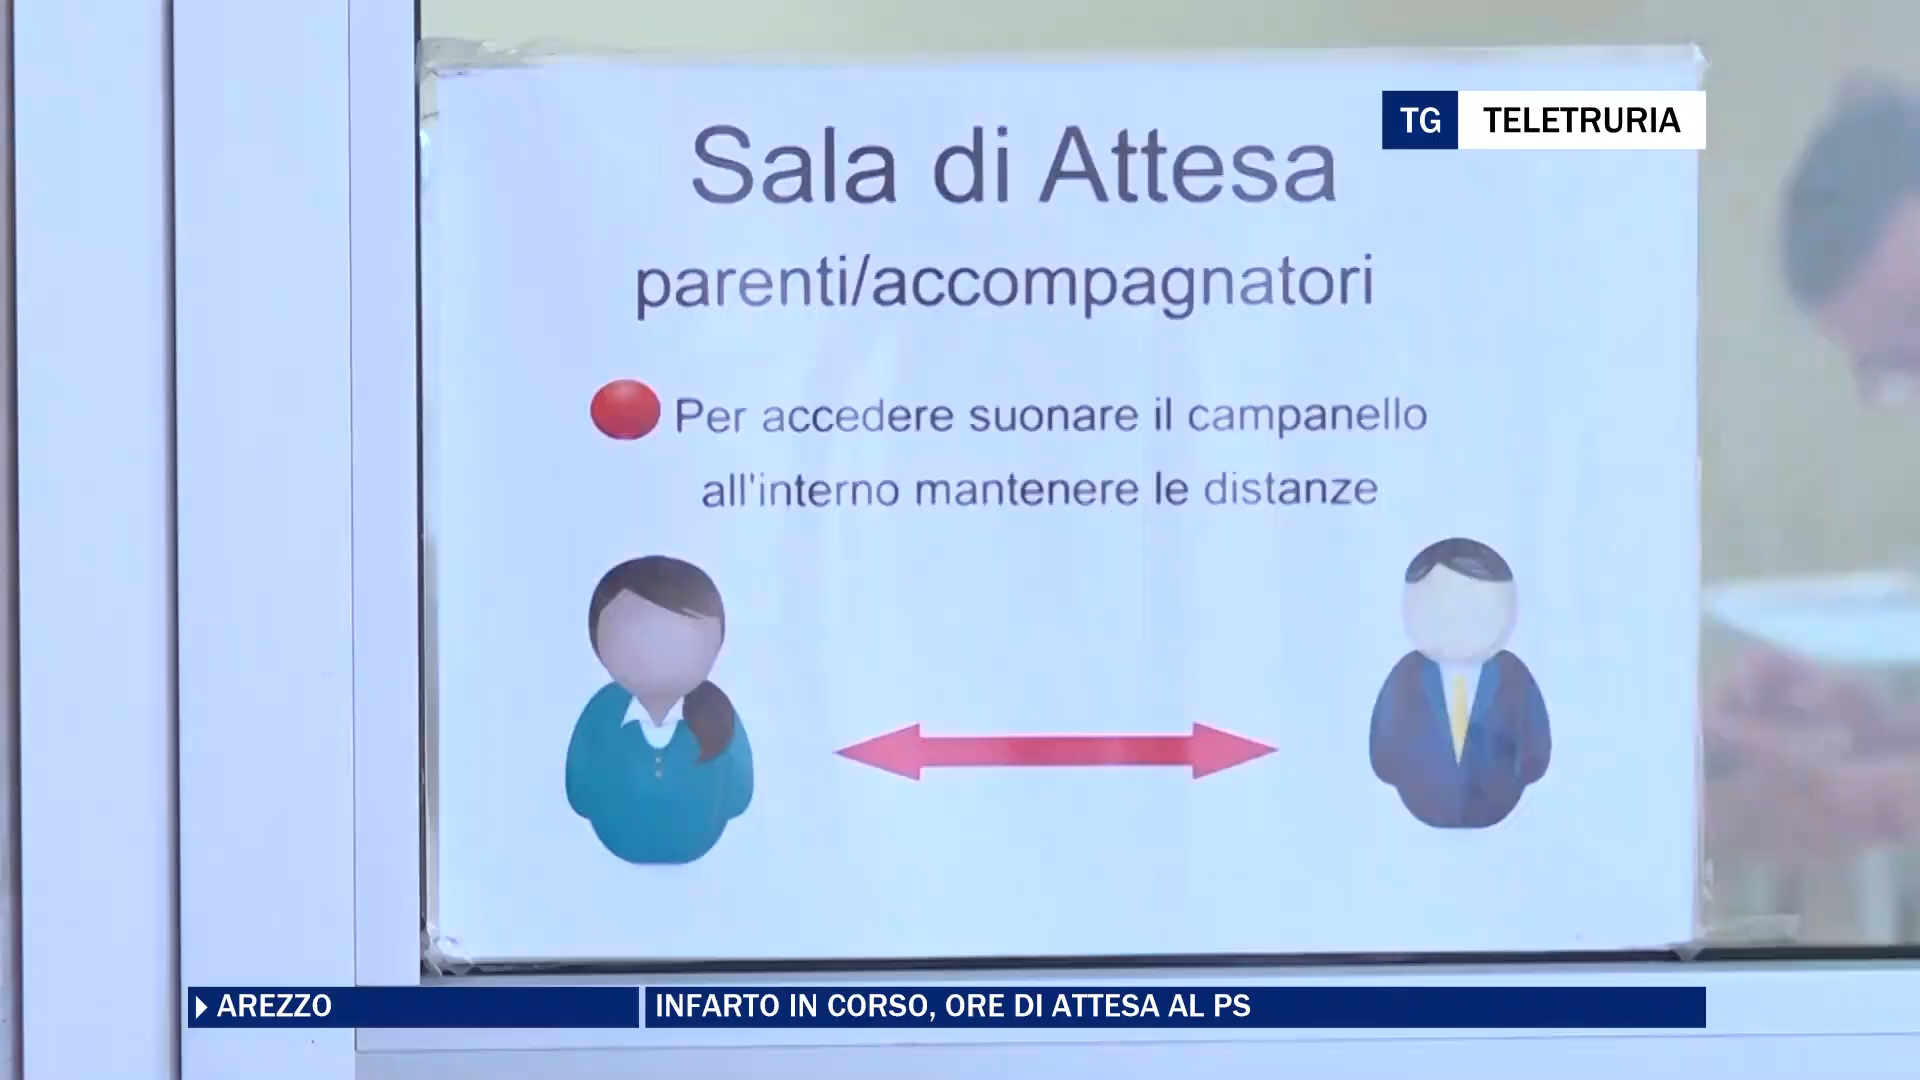 TG TELETRURIA
Sala di Attesa
parenti/accompagnatori
Per accedere suonare il campanello
all'interno mantenere le distanze
AREZZO
INFARTO IN CORSO, ORE DI ATTESA AL PS